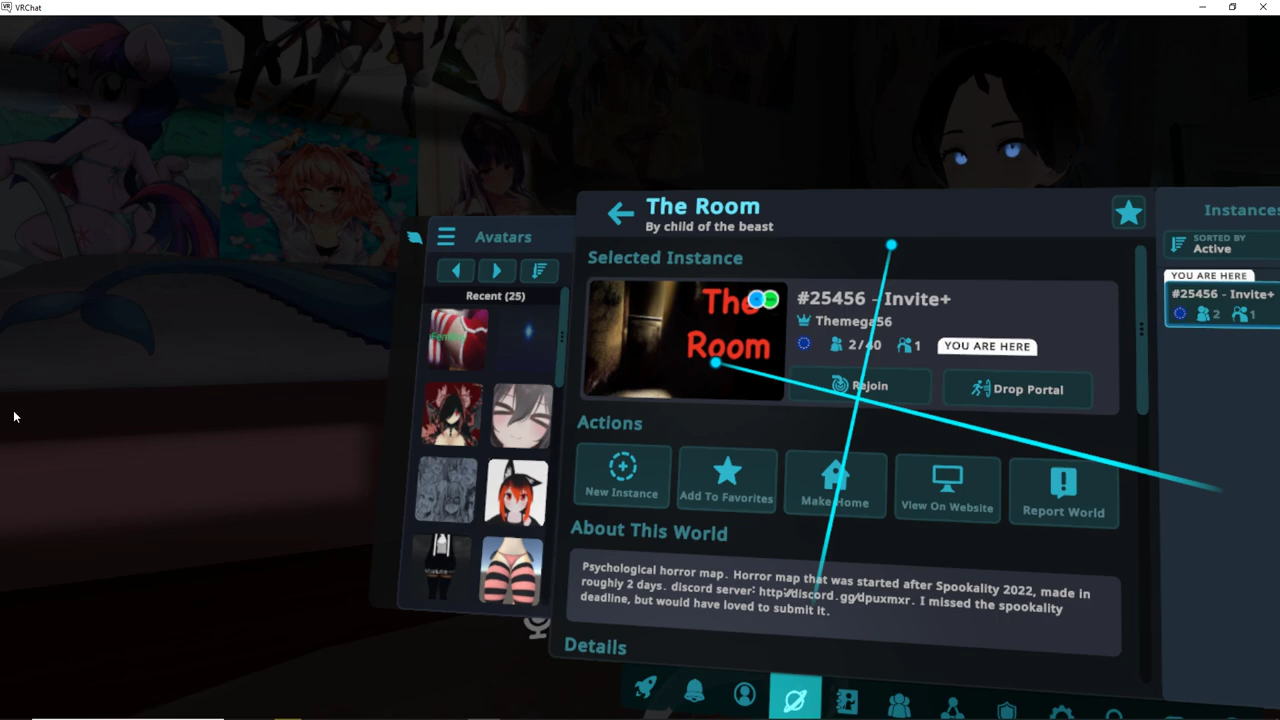 VRChat
The Room
By child of the beast
Avatars
Recent (25)
Selected Instance
The
Room
#25456 - Invite+
Themega56
2/40
1
YOU ARE HERE
Rejoin
Drop Portal
Actions
New Instance
Add To Favorites
Make Home
View On Website
Report World
About This World
Psychological horror map. Horror map that was started after Spookality 2022, made in
roughly 2 days. discord server: http://discord.gg/dpuxmxr. I missed the spookality
deadline, but would have loved to submit it.
Details
Instances
SORTED BY
Active
YOU ARE HERE
#25456 - Invite+
2
1